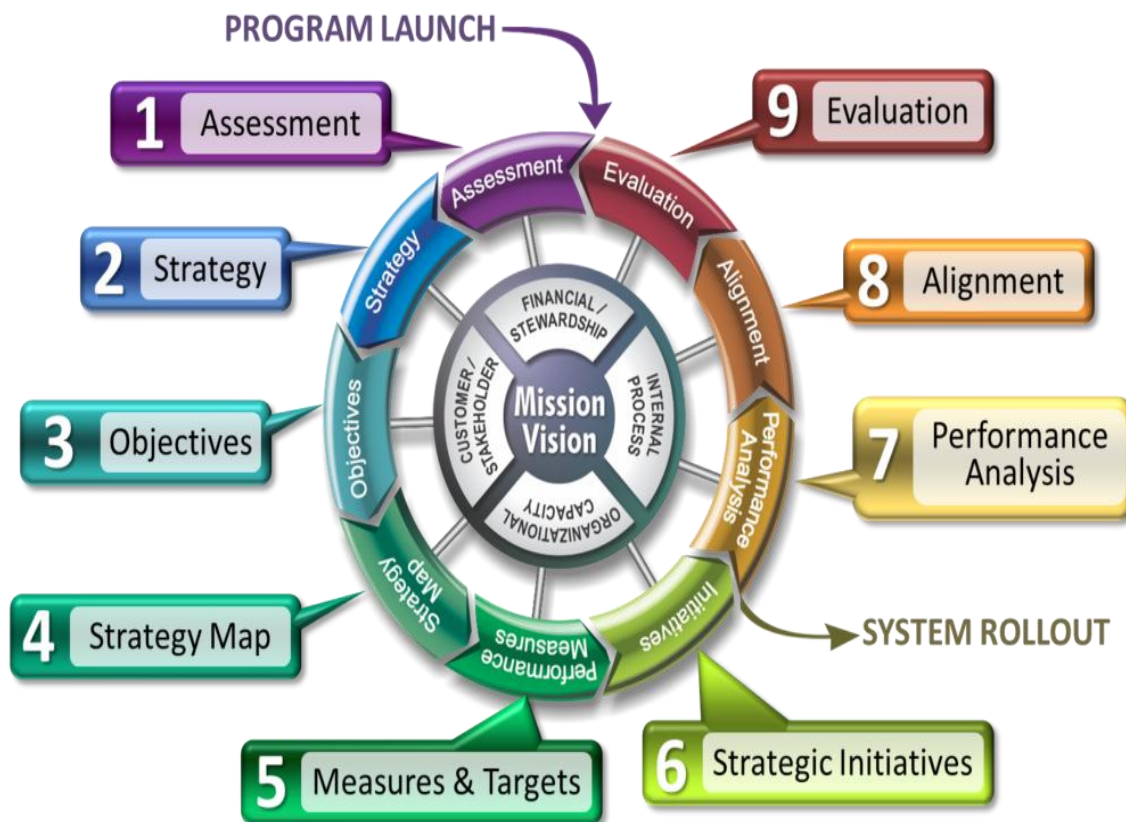 PROGRAM LAUNCH
1 Assessment
2 Strategy
3 Objectives
4 Strategy Map
5 Measures & Targets
6 Strategic Initiatives
7 Performance
Analysis
8 Alignment
9 Evaluation
SYSTEM ROLLOUT
Assessment
Strategy
Objectives
Strategy
Map
Performance
Measures
Initiatives
Performance
Analysis
Alignment
Evaluation
FINANCIAL /
STEWARDSHIP
CUSTOMER /
STAKEHOLDER
INTERNAL
PROCESS
ORGANIZATIONAL
CAPACITY
Mission
Vision